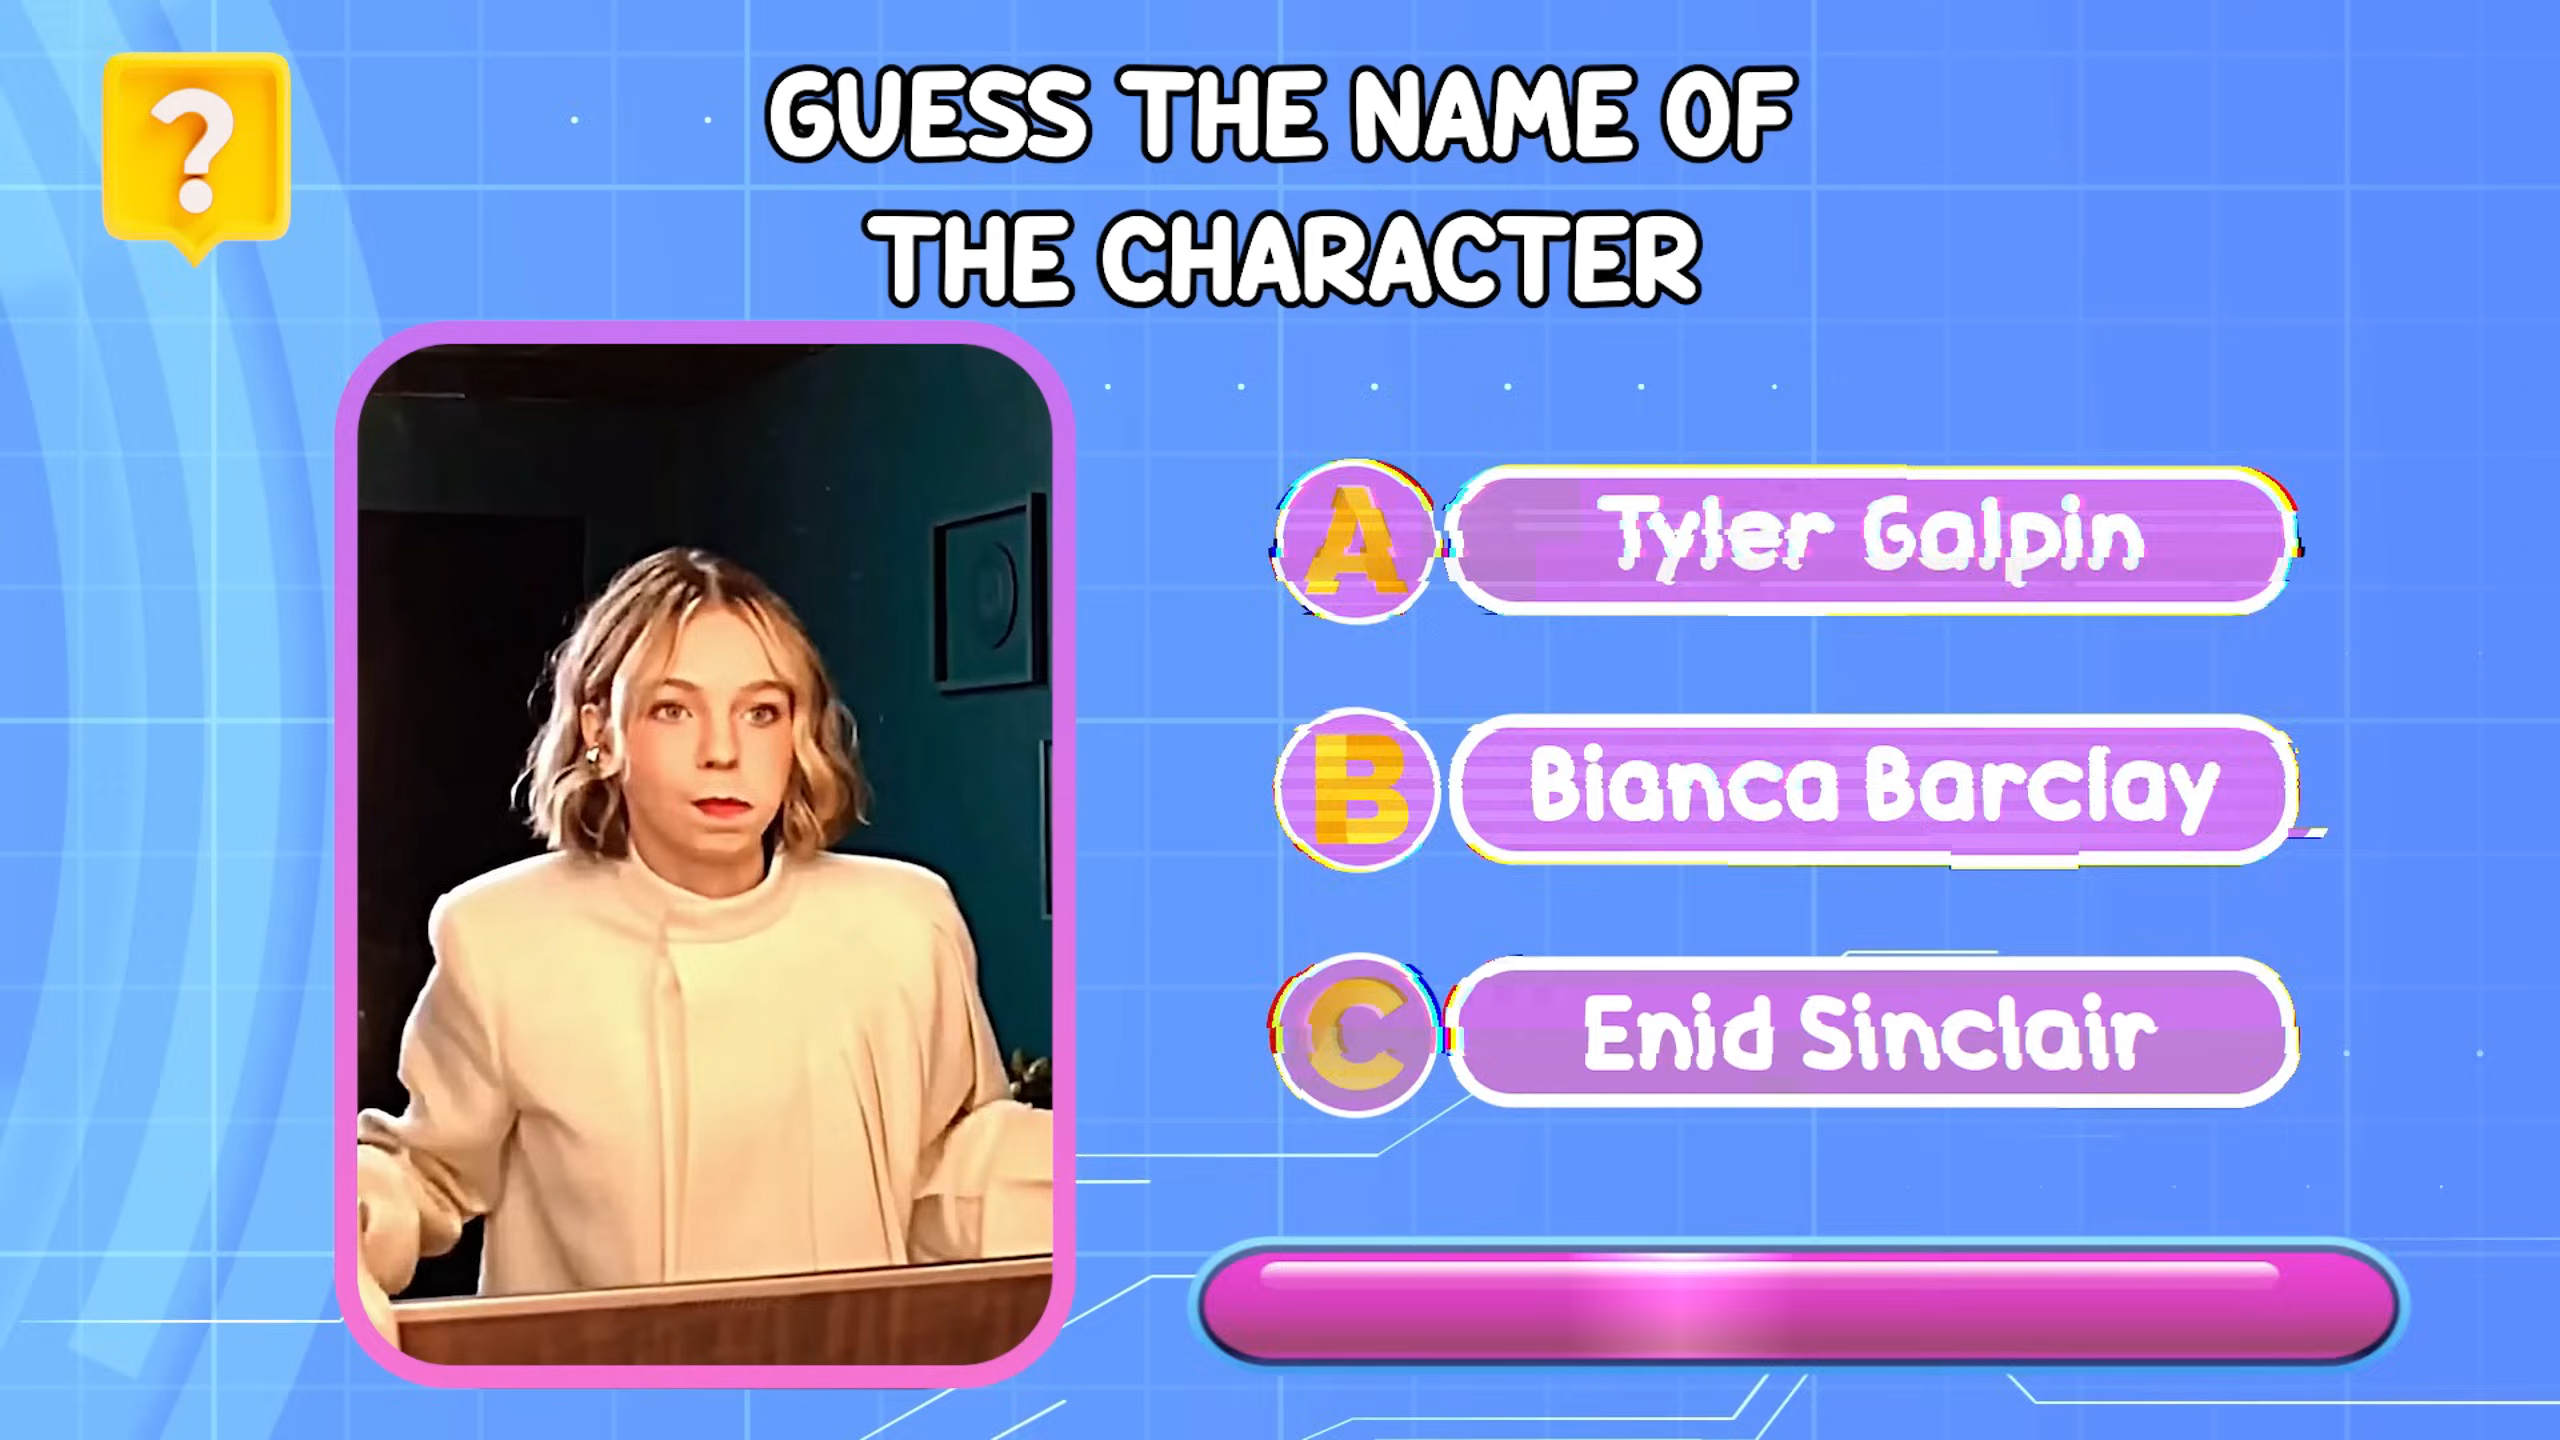 ?
GUESS THE NAME OF
THE CHARACTER
A Tyler Galpin
B Bianca Barclay
C Enid Sinclair